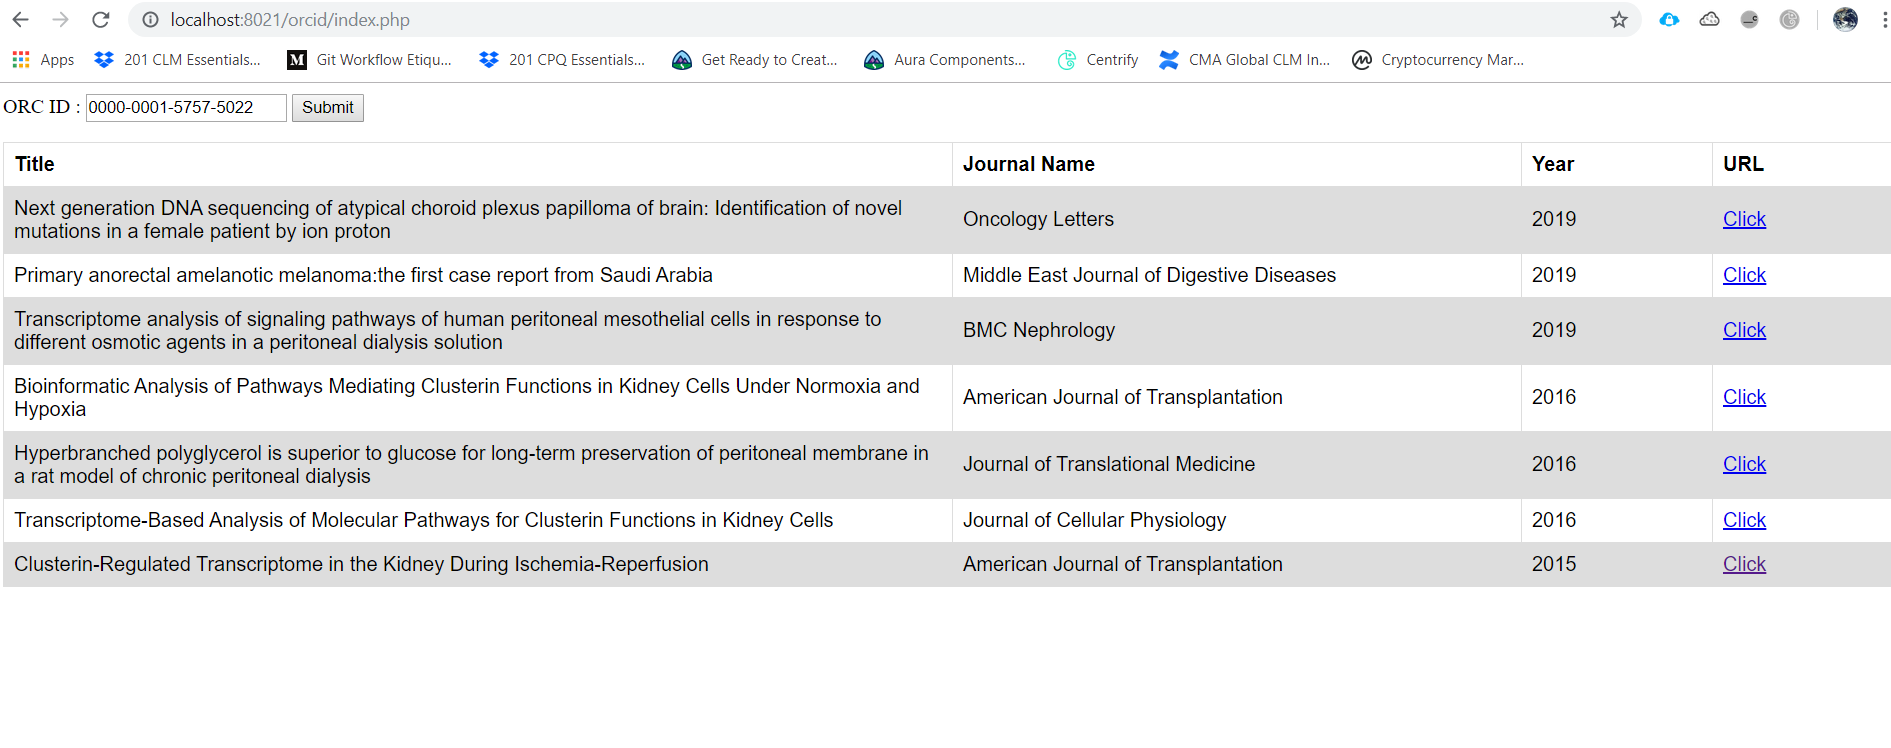 localhost:8021/orcid/index.php
Apps 201 CLM Essentials... M Git Workflow Etiqu... 201 CPQ Essentials... Get Ready to Creat... Aura Components... Centrify CMA Global CLM In... Cryptocurrency Mar...
ORC ID : 0000-0001-5757-5022 Submit
Title Journal Name Year URL
Next generation DNA sequencing of atypical choroid plexus papilloma of brain: Identification of novel
mutations in a female patient by ion proton
Oncology Letters 2019 Click
Primary anorectal amelanotic melanoma:the first case report from Saudi Arabia Middle East Journal of Digestive Diseases 2019 Click
Transcriptome analysis of signaling pathways of human peritoneal mesothelial cells in response to
different osmotic agents in a peritoneal dialysis solution
BMC Nephrology 2019 Click
Bioinformatic Analysis of Pathways Mediating Clusterin Functions in Kidney Cells Under Normoxia and
Hypoxia
American Journal of Transplantation 2016 Click
Hyperbranched polyglycerol is superior to glucose for long-term preservation of peritoneal membrane in
a rat model of chronic peritoneal dialysis
Journal of Translational Medicine 2016 Click
Transcriptome-Based Analysis of Molecular Pathways for Clusterin Functions in Kidney Cells Journal of Cellular Physiology 2016 Click
Clusterin-Regulated Transcriptome in the Kidney During Ischemia-Reperfusion American Journal of Transplantation 2015 Click